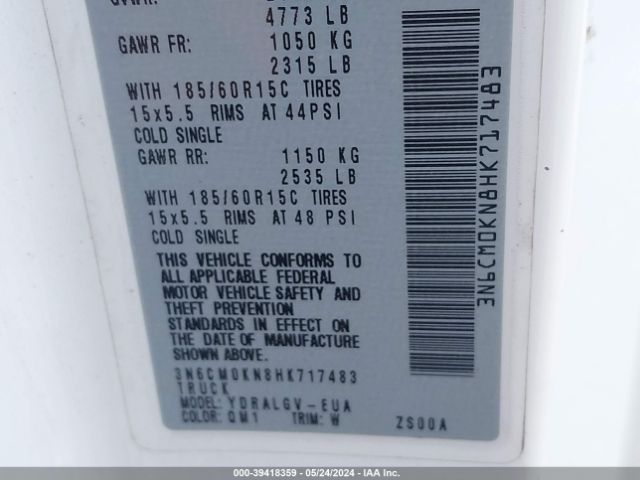 GVWR:
4773 LB
GAWR FR: 1050 KG
2315 LB
WITH 185/60R15C TIRES
15x5.5 RIMS AT 44PSI
COLD SINGLE
GAWR RR: 1150 KG
2535 LB
WITH 185/60R15C TIRES
15x5.5 RIMS AT 48 PSI
COLD SINGLE
THIS VEHICLE CONFORMS TO
ALL APPLICABLE FEDERAL
MOTOR VEHICLE SAFETY AND
THEFT PREVENTION
STANDARDS IN EFFECT ON
THE DATE OF MANUFACTURE
SHOWN ABOVE.
3N6CM0KN8HK717483
TRUCK
MODEL: YDRALGV-EUA
COLOR: QM1 TRIM: W ZS00A
3N6CM0KN8HK717483
000-39418359 - 05/24/2024 - IAA Inc.